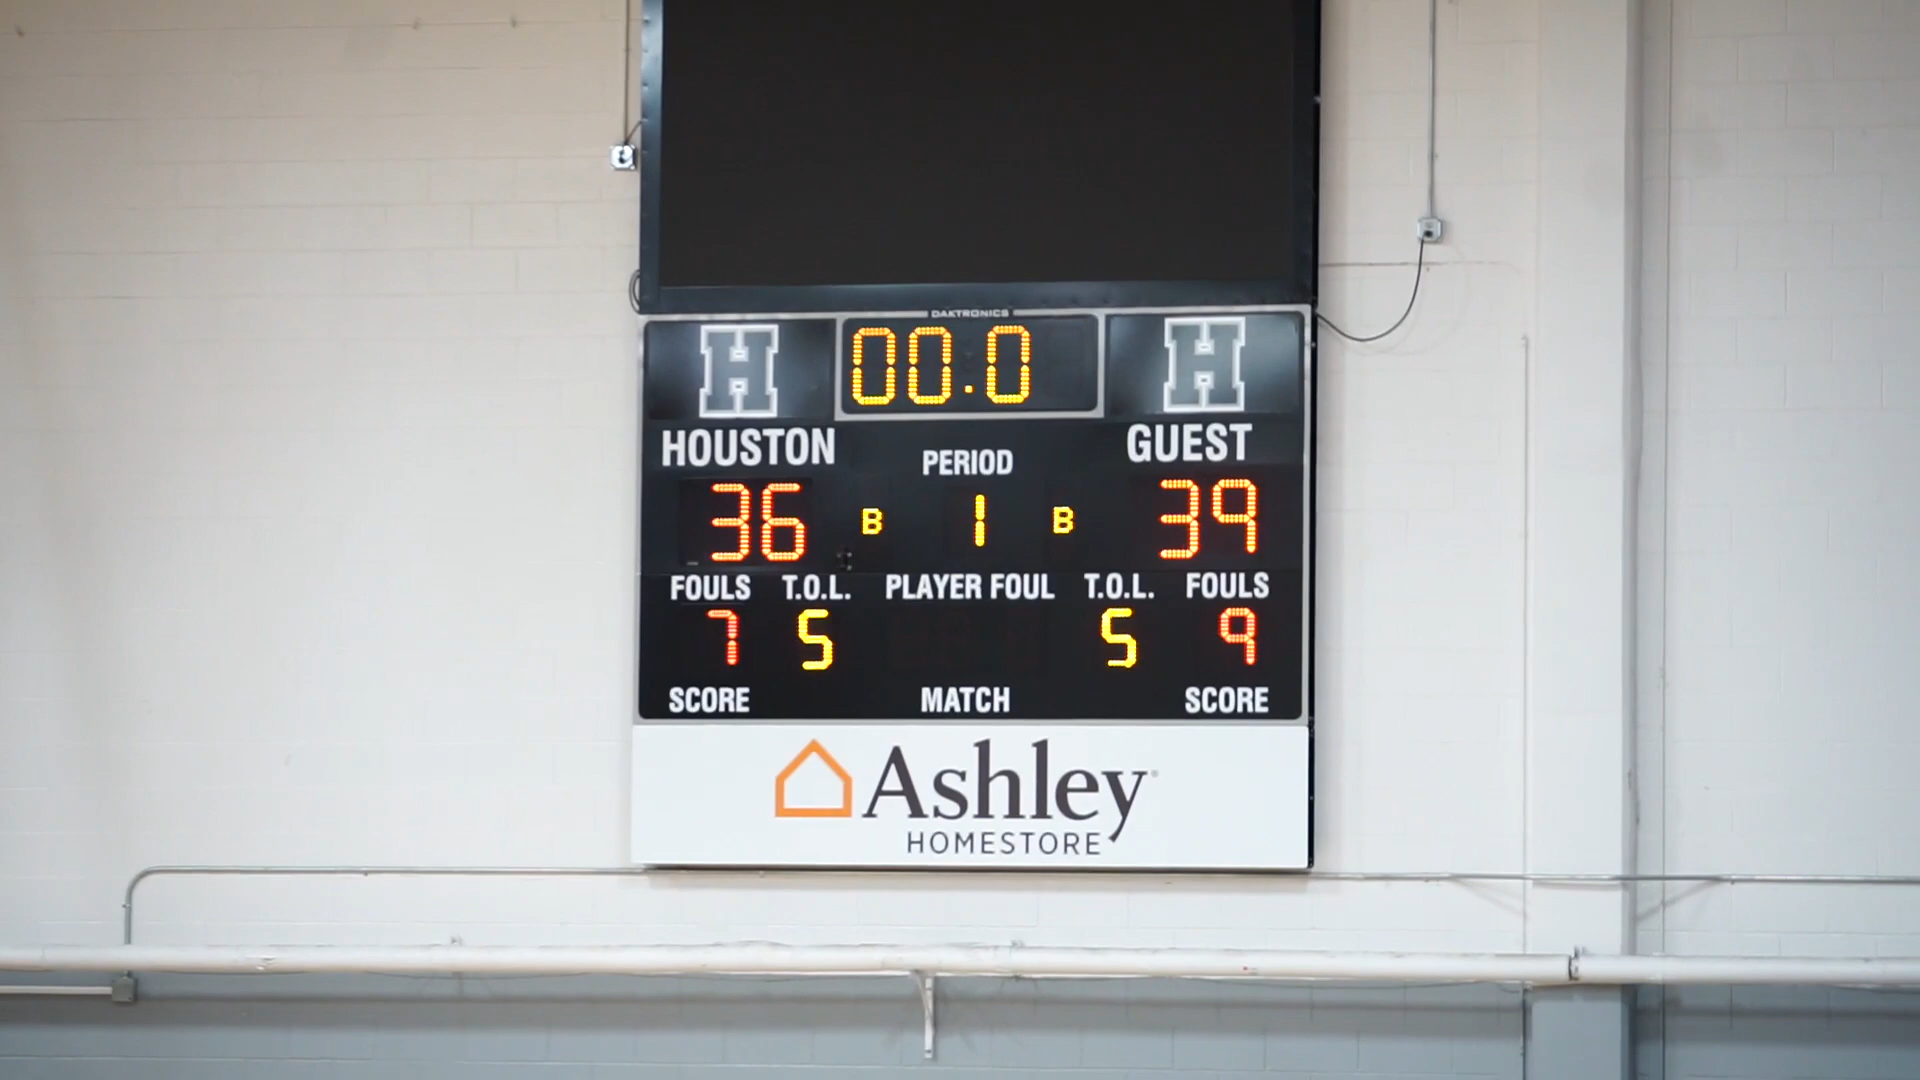 DAKTRONICS
H 00.0 H
HOUSTON GUEST
PERIOD
36 B 1 B 39
FOULS T.O.L. PLAYER FOUL T.O.L. FOULS
7 5 5 9
SCORE MATCH SCORE
Ashley
HOMESTORE